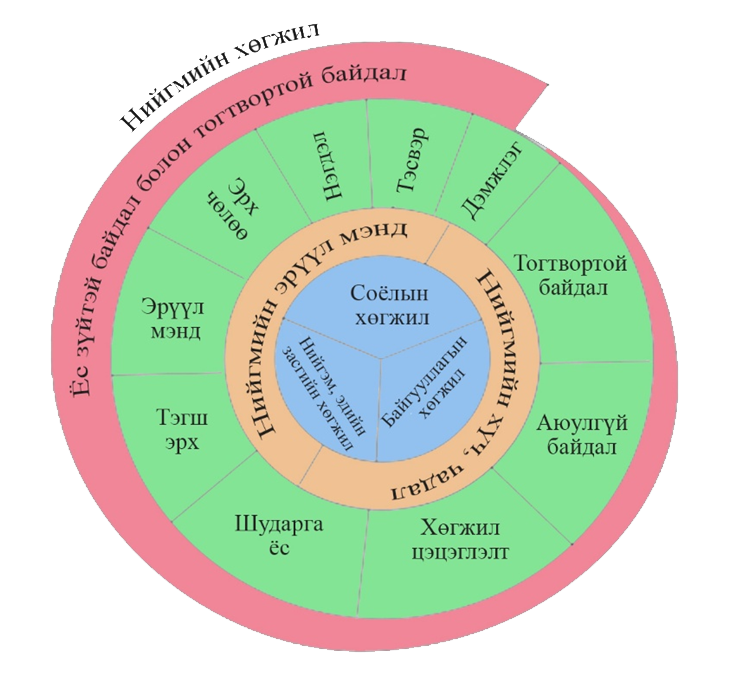 Нийгмийн хөгжил
Ёс зүйтэй байдал болон тогтвортой байдал
Эрх
өөлөч
Нэгдэл
Тэсвэр
Дэмжлэг
Тогтвортой
байдал
Аюулгүй
байдал
Хөгжил
цэцэглэлт
Шударга
ёс
Тэгш
эрх
Эрүүл
мэнд
Нийгмийн эрүүл мэнд
Нийгмийн хүч, чадал
Соёлын
хөгжил
Нийгэм, эдийн
засгийн хөгжил
Байгууллагын
хөгжил